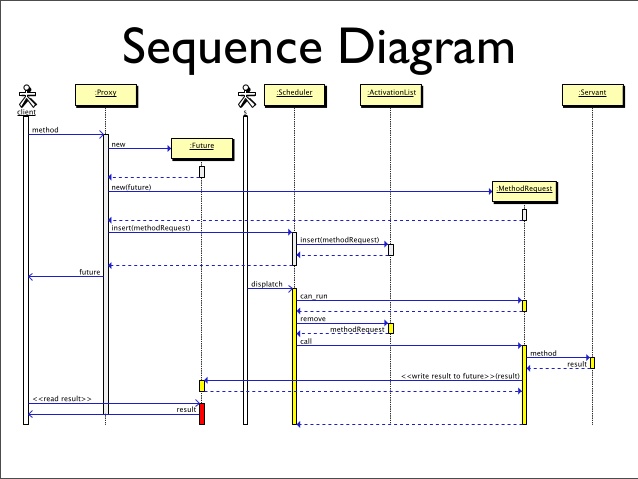 Sequence Diagram
:Proxy
:Scheduler
:ActivationList
:Servant
client
s
method
new
:Future
new(future)
:MethodRequest
insert(methodRequest)
insert(methodRequest)
future
displatch
can_run
remove
methodRequest
call
method
result
<<write result to future>>(result)
<<read result>>
result